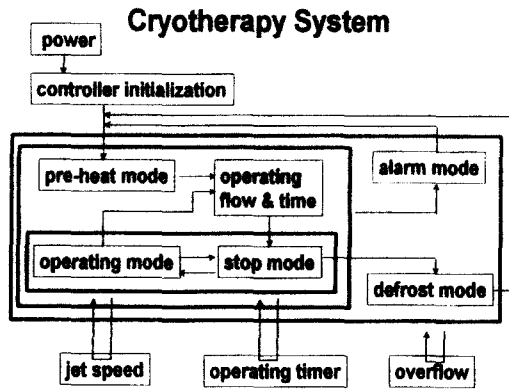 Cryotherapy System
power
controller initialization
pre-heat mode
operating
flow & time
alarm mode
operating mode
stop mode
defrost mode
jet speed
operating timer
overflow